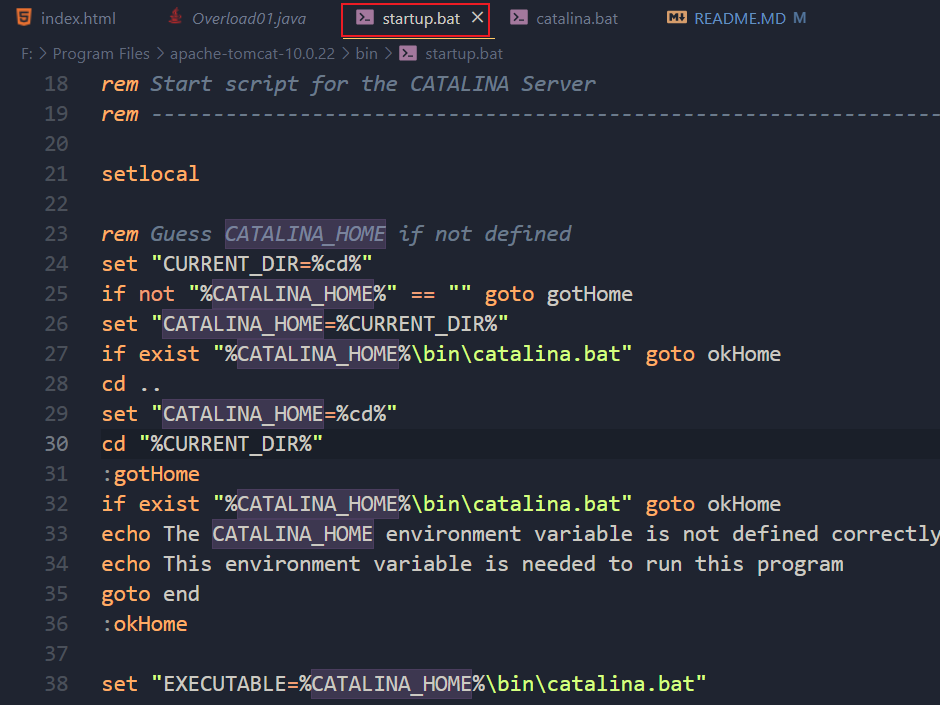 index.html Overload01.java startup.bat catalina.bat README.MD M
F: > Program Files > apache-tomcat-10.0.22 > bin > startup.bat
18 rem Start script for the CATALINA Server
19 rem ---------------------------------------------------------------------------
20
21 setlocal
22
23 rem Guess CATALINA_HOME if not defined
24 set "CURRENT_DIR=%cd%"
25 if not "%CATALINA_HOME%" == "" goto gotHome
26 set "CATALINA_HOME=%CURRENT_DIR%"
27 if exist "%CATALINA_HOME%\bin\catalina.bat" goto okHome
28 cd ..
29 set "CATALINA_HOME=%cd%"
30 cd "%CURRENT_DIR%"
31 :gotHome
32 if exist "%CATALINA_HOME%\bin\catalina.bat" goto okHome
33 echo The CATALINA_HOME environment variable is not defined correctly
34 echo This environment variable is needed to run this program
35 goto end
36 :okHome
37
38 set "EXECUTABLE=%CATALINA_HOME%\bin\catalina.bat"